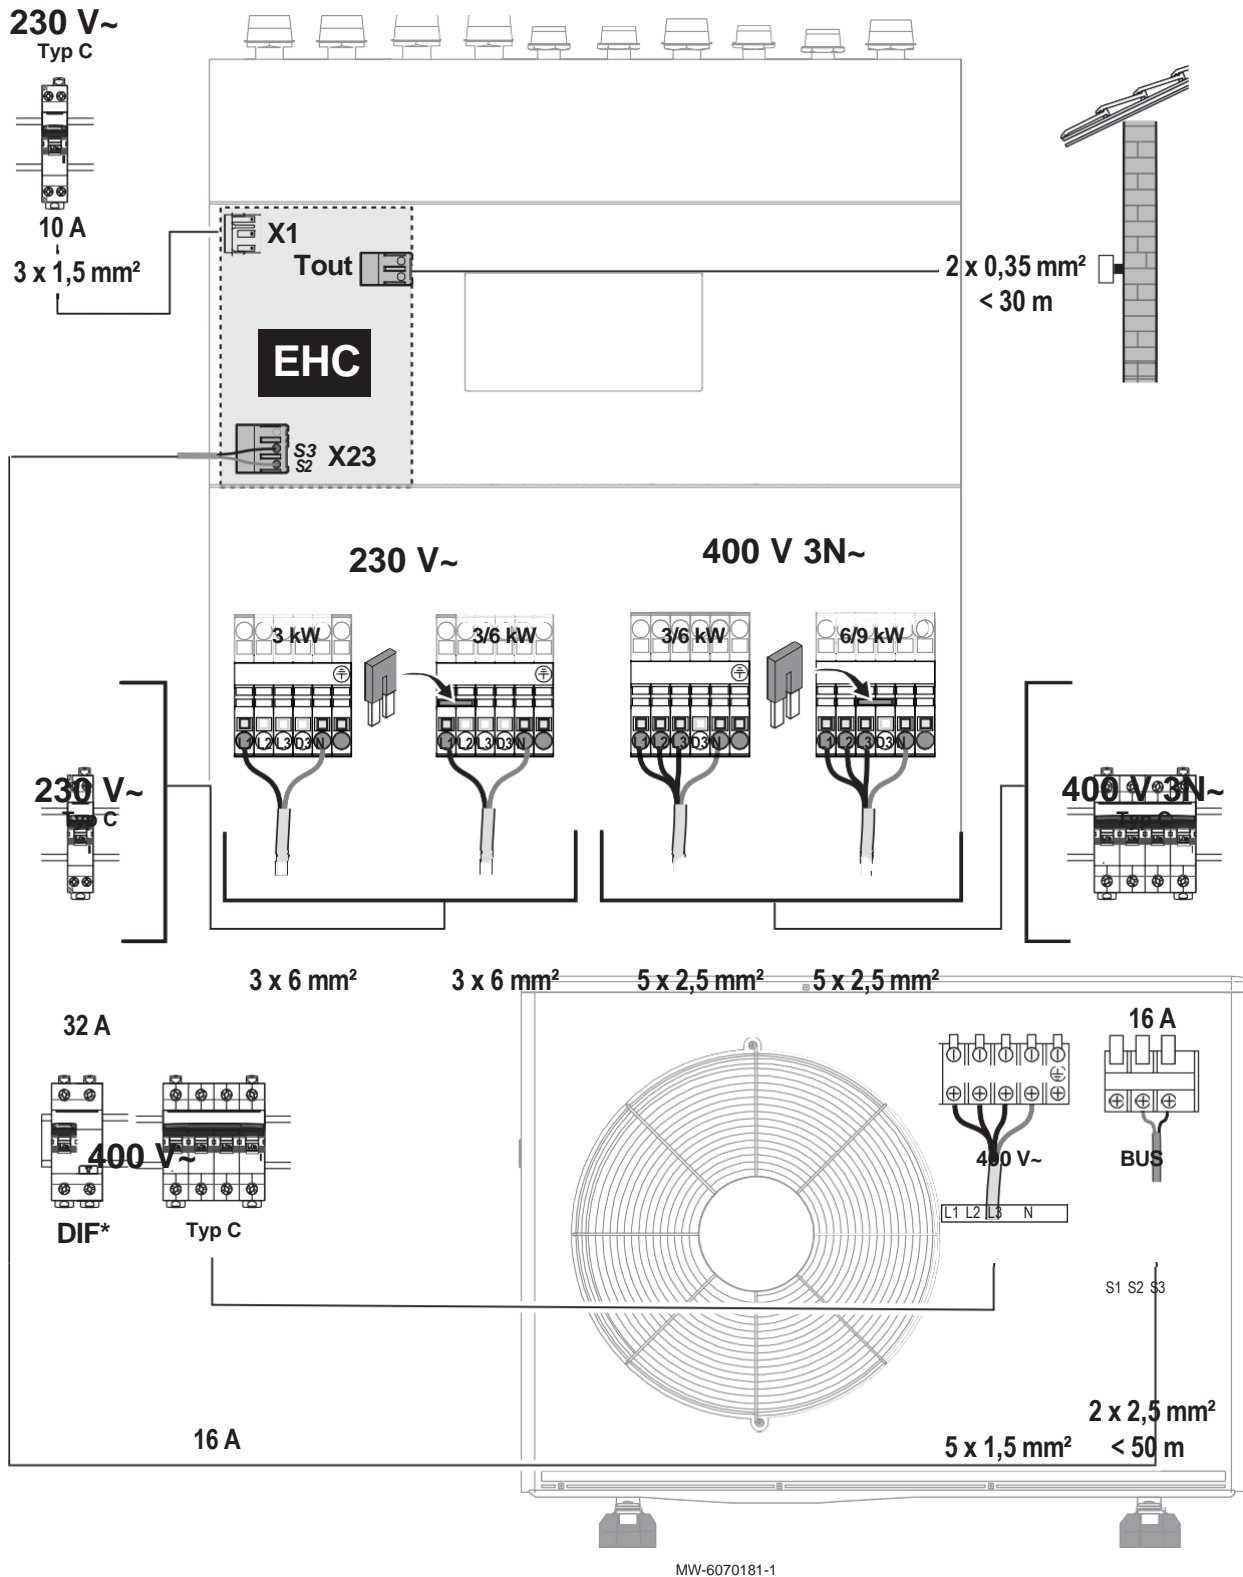 230 V~
Typ C
10 A
3 x 1,5 mm²
X1
Tout
2 x 0,35 mm²
< 30 m
EHC
S3
S2
X23
230 V~
400 V 3N~
3 kW
3/6 kW
3/6 kW
6/9 kW
L1 L2 L3 D3 N
L1 L2 L3 D3 N
L1 L2 L3 D3 N
L1 L2 L3 D3 N
230 V~
Typ C
400 V 3N~
Typ C
3 x 6 mm²
3 x 6 mm²
5 x 2,5 mm²
5 x 2,5 mm²
32 A
16 A
400 V~
DIF*
Typ C
400 V~
BUS
L1 L2 L3 N
S1 S2 S3
16 A
2 x 2,5 mm²
5 x 1,5 mm²
< 50 m
MW-6070181-1